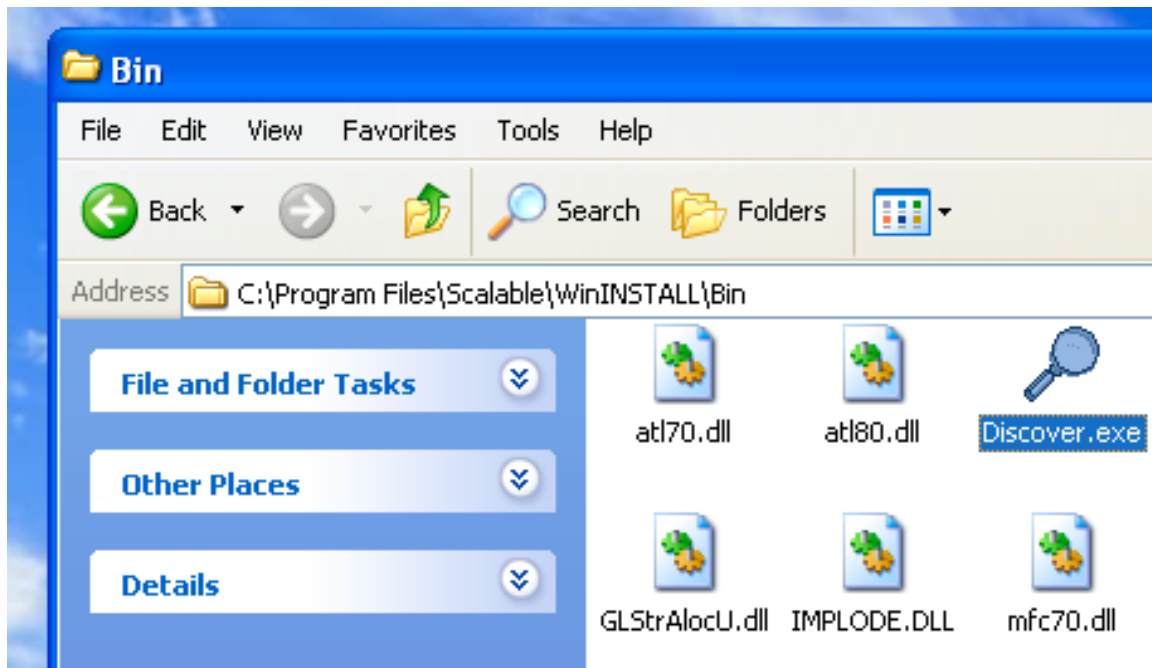 Bin
File Edit View Favorites Tools Help
Back Search Folders
Address C:\Program Files\Scalable\WinINSTALL\Bin
File and Folder Tasks
Other Places
Details
atl70.dll atl80.dll Discover.exe
GLStrAlocU.dll IMPLODE.DLL mfc70.dll